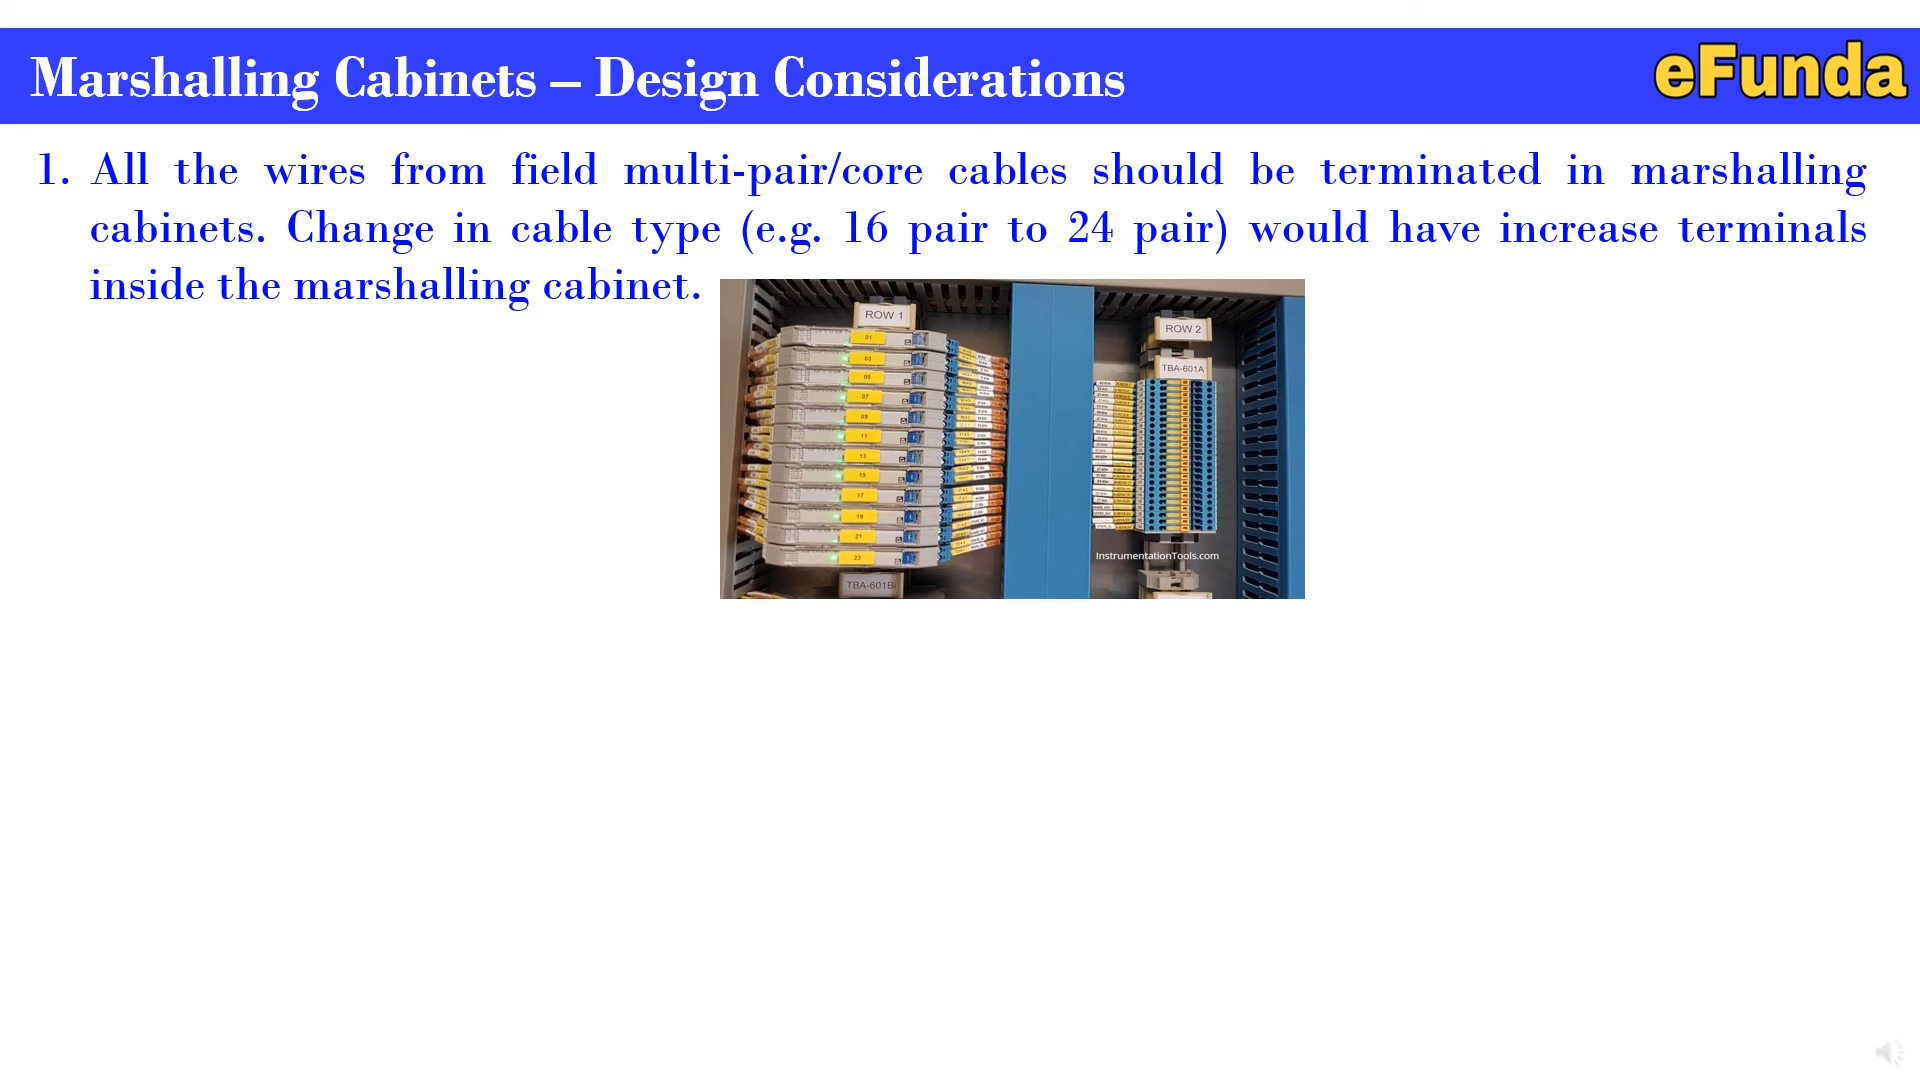 Marshalling Cabinets – Design Considerations
eFunda
1. All the wires from field multi-pair/core cables should be terminated in marshalling
cabinets. Change in cable type (e.g. 16 pair to 24 pair) would have increase terminals
inside the marshalling cabinet.
ROW 1
01
03
05
07
09
11
13
15
17
19
21
23
TBA-601B
ROW 2
TBA-601A
InstrumentationTools.com